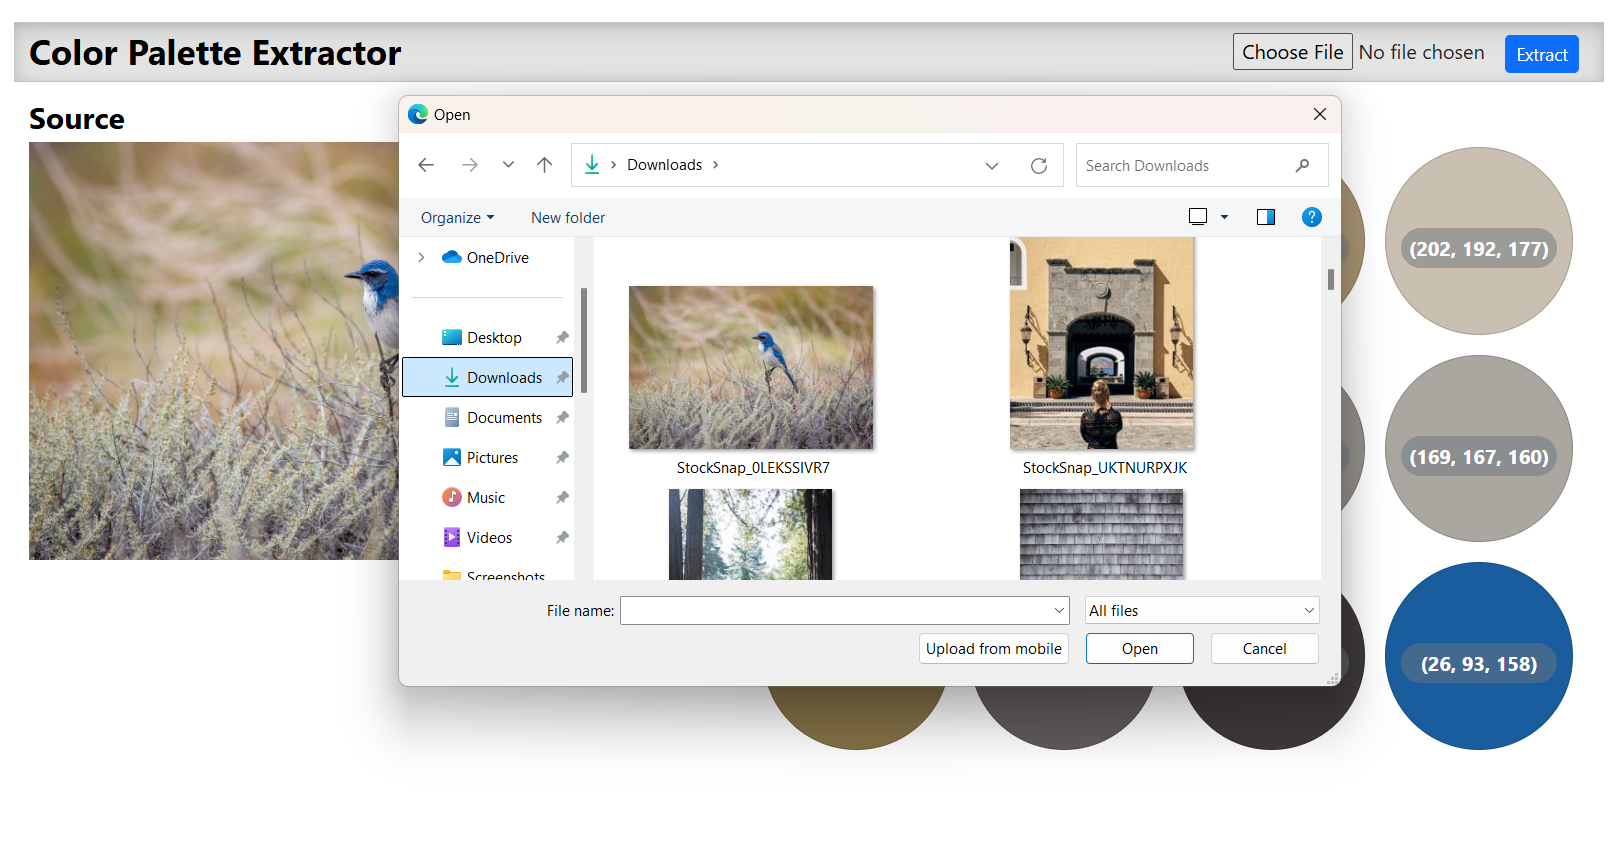 Color Palette Extractor
Choose File No file chosen Extract
Source
Open
Downloads
Search Downloads
Organize New folder
OneDrive
Desktop
Downloads
Documents
Pictures
Music
Videos
Screenshots
StockSnap_0LEKSSIVR7
StockSnap_UKTNURPXJK
File name:
All files
Upload from mobile Open Cancel
(202, 192, 177)
(169, 167, 160)
(26, 93, 158)